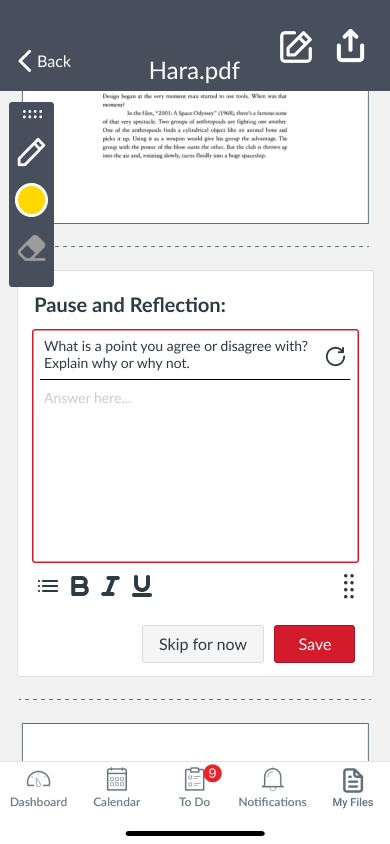 Back
Hara.pdf
Design began at the very moment man started to use tools. When was that
moment?
In the film, "2001: A Space Odyssey" (1968), there's a famous scene
of that very spectacle. Two groups of anthropoids are fighting one another.
One of the anthropoids finds a cylindrical object like an animal bone and
picks it up. Using it as a weapon would give his group the advantage. The
group with the power of the blow ousts the other. But the club is thrown up
into the air and, rotating slowly, turns fluidly into a huge spaceship.
Pause and Reflection:
What is a point you agree or disagree with?
Explain why or why not.
Answer here...
B I U
Skip for now
Save
9
Dashboard
Calendar
To Do
Notifications
My Files